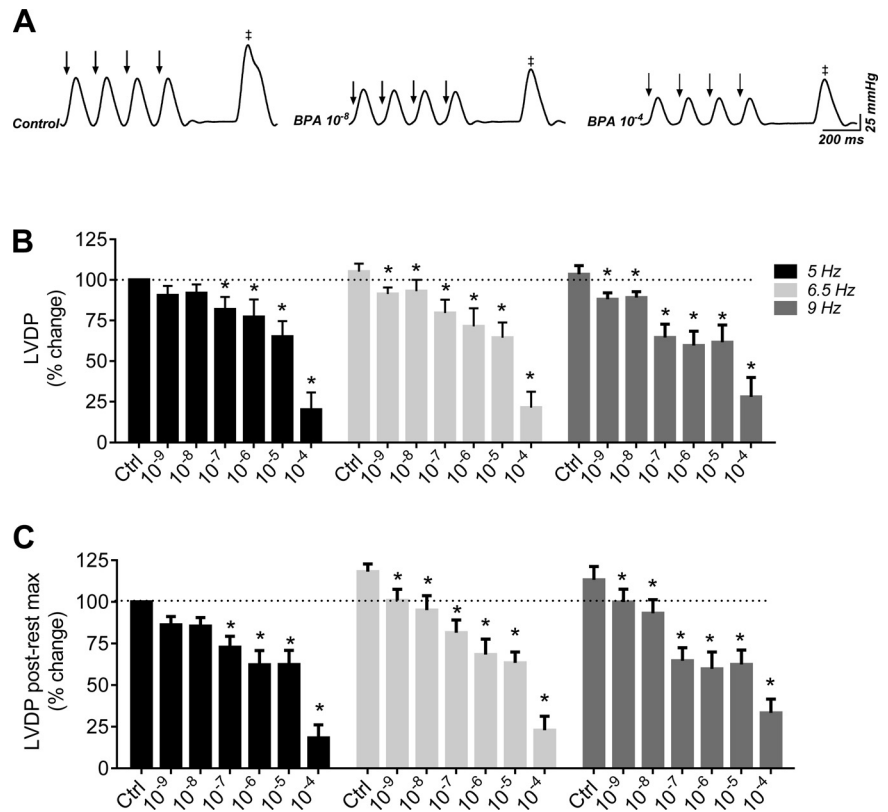 A
‡ ‡ ‡
Control
BPA 10⁻⁸
BPA 10⁻⁴
25 mmHg
200 ms
B
LVDP
(% change)
125
100
75
50
25
0
* * * *
* * * * * *
* * * * * *
Ctrl 10⁻⁹ 10⁻⁸ 10⁻⁷ 10⁻⁶ 10⁻⁵ 10⁻⁴
Ctrl 10⁻⁹ 10⁻⁸ 10⁻⁷ 10⁻⁶ 10⁻⁵ 10⁻⁴
Ctrl 10⁻⁹ 10⁻⁸ 10⁻⁷ 10⁻⁶ 10⁻⁵ 10⁻⁴
5 Hz
6.5 Hz
9 Hz
C
LVDP post-rest max
(% change)
125
100
75
50
25
0
* * * *
* * * * * *
* * * * * *
Ctrl 10⁻⁹ 10⁻⁸ 10⁻⁷ 10⁻⁶ 10⁻⁵ 10⁻⁴
Ctrl 10⁻⁹ 10⁻⁸ 10⁻⁷ 10⁻⁶ 10⁻⁵ 10⁻⁴
Ctrl 10⁻⁹ 10⁻⁸ 10⁻⁷ 10⁻⁶ 10⁻⁵ 10⁻⁴